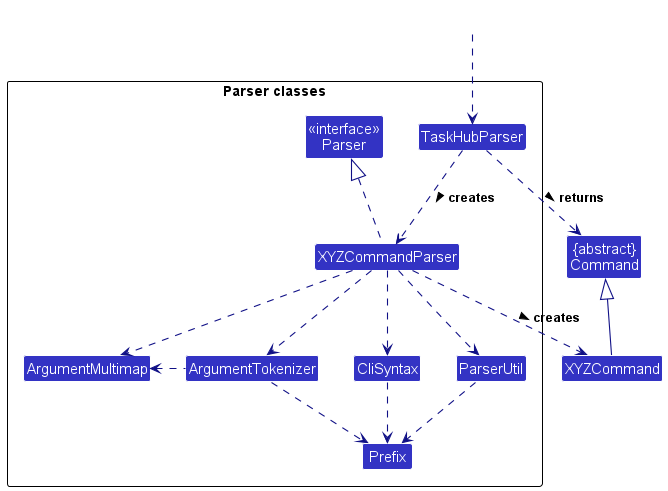 Parser classes
«interface»
Parser
TaskHubParser
creates
returns
{abstract}
Command
XYZCommandParser
creates
ArgumentMultimap
ArgumentTokenizer
CliSyntax
ParserUtil
XYZCommand
Prefix